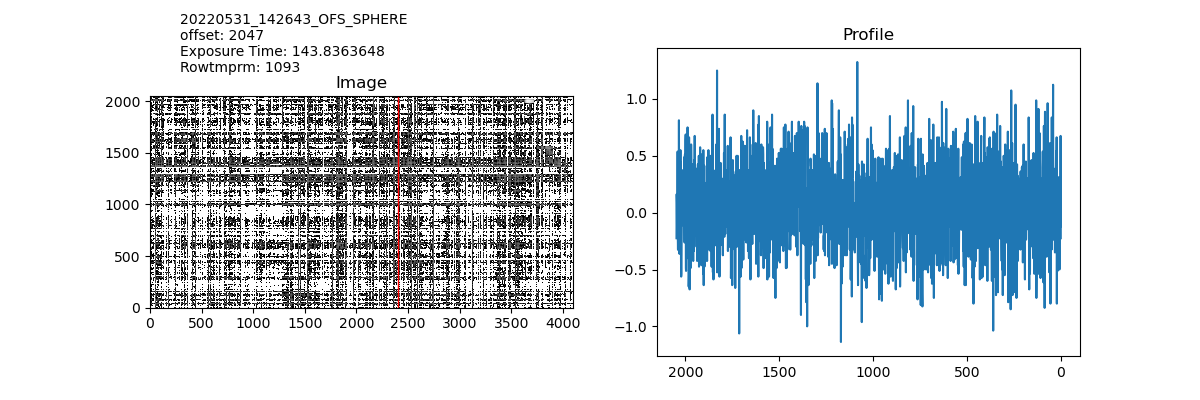 20220531_142643_OFS_SPHERE
offset: 2047
Exposure Time: 143.8363648
Rowtmprm: 1093
Image
2000
1500
1000
500
0
0 500 1000 1500 2000 2500 3000 3500 4000
Profile
1.0
0.5
0.0
−0.5
−1.0
2000 1500 1000 500 0